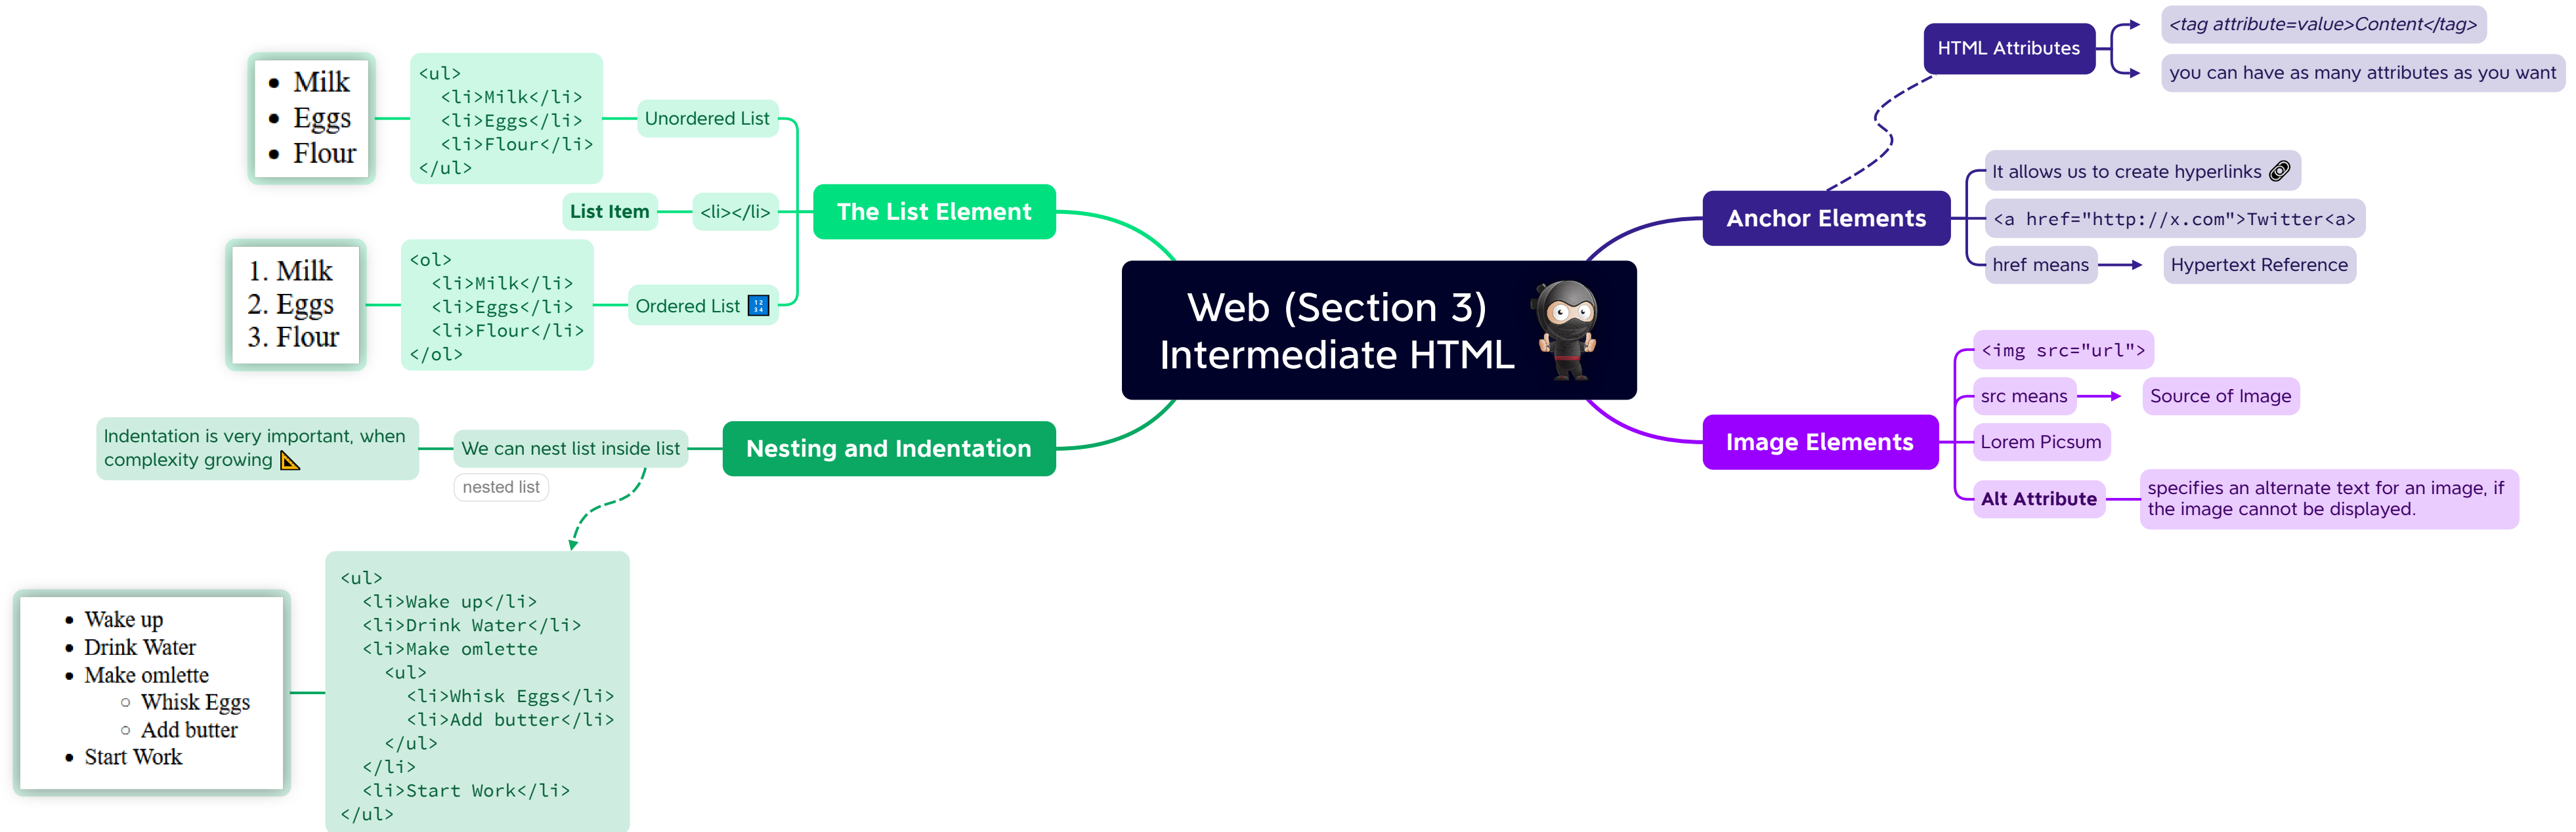 Web (Section 3)
Intermediate HTML
The List Element
Unordered List
<ul>
  <li>Milk</li>
  <li>Eggs</li>
  <li>Flour</li>
</ul>
• Milk
• Eggs
• Flour
<li></li>
List Item
Ordered List
<ol>
  <li>Milk</li>
  <li>Eggs</li>
  <li>Flour</li>
</ol>
1. Milk
2. Eggs
3. Flour
Nesting and Indentation
We can nest list inside list
nested list
Indentation is very important, when
complexity growing
<ul>
  <li>Wake up</li>
  <li>Drink Water</li>
  <li>Make omlette
    <ul>
      <li>Whisk Eggs</li>
      <li>Add butter</li>
    </ul>
  </li>
  <li>Start Work</li>
</ul>
• Wake up
• Drink Water
• Make omlette
○ Whisk Eggs
○ Add butter
• Start Work
HTML Attributes
<tag attribute=value>Content</tag>
you can have as many attributes as you want
Anchor Elements
It allows us to create hyperlinks
<a href="http://x.com">Twitter<a>
href means
Hypertext Reference
Image Elements
<img src="url">
src means
Source of Image
Lorem Picsum
Alt Attribute
specifies an alternate text for an image, if
the image cannot be displayed.